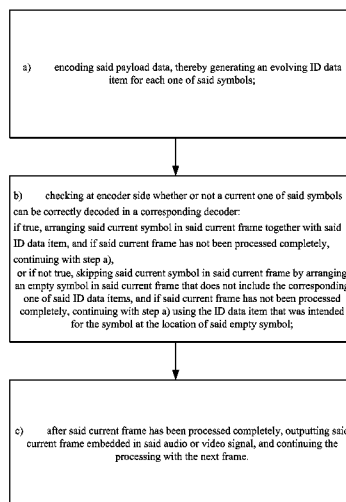 a) encoding said payload data, thereby generating an evolving ID data
item for each one of said symbols;
b) checking at encoder side whether or not a current one of said symbols
can be correctly decoded in a corresponding decoder:
if true, arranging said current symbol in said current frame together with said
ID data item, and if said current frame has not been processed completely,
continuing with step a),
or if not true, skipping said current symbol in said current frame by arranging
an empty symbol in said current frame that does not include the corresponding
one of said ID data items, and if said current frame has not been processed
completely, continuing with step a) using the ID data item that was intended
for the symbol at the location of said empty symbol;
c) after said current frame has been processed completely, outputting said
current frame embedded in said audio or video signal, and continuing the
processing with the next frame.